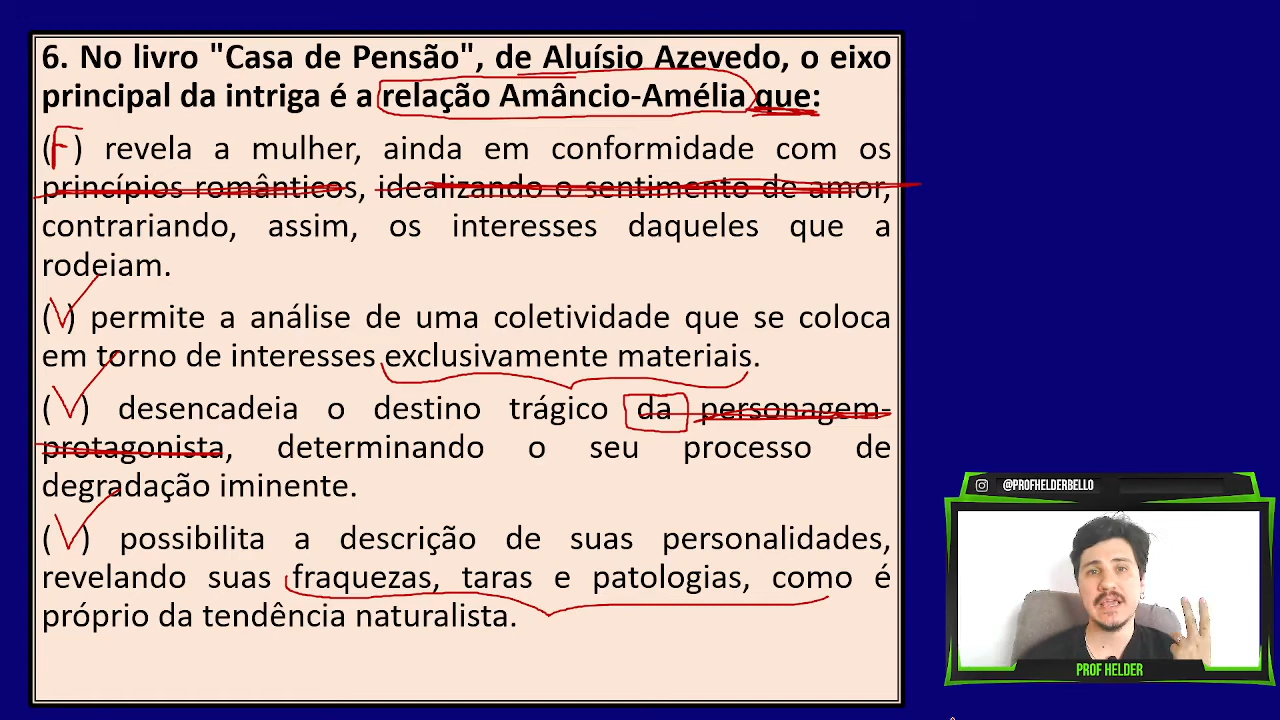 6. No livro "Casa de Pensão", de Aluísio Azevedo, o eixo
principal da intriga é a relação Amâncio-Amélia que:
(F) revela a mulher, ainda em conformidade com os
princípios românticos, idealizando o sentimento de amor,
contrariando, assim, os interesses daqueles que a
rodeiam.
(V) permite a análise de uma coletividade que se coloca
em torno de interesses exclusivamente materiais.
(V) desencadeia o destino trágico da personagem-
protagonista, determinando o seu processo de
degradação iminente.
(V) possibilita a descrição de suas personalidades,
revelando suas fraquezas, taras e patologias, como é
próprio da tendência naturalista.
@PROFHELDERBELLO
PROF HELDER